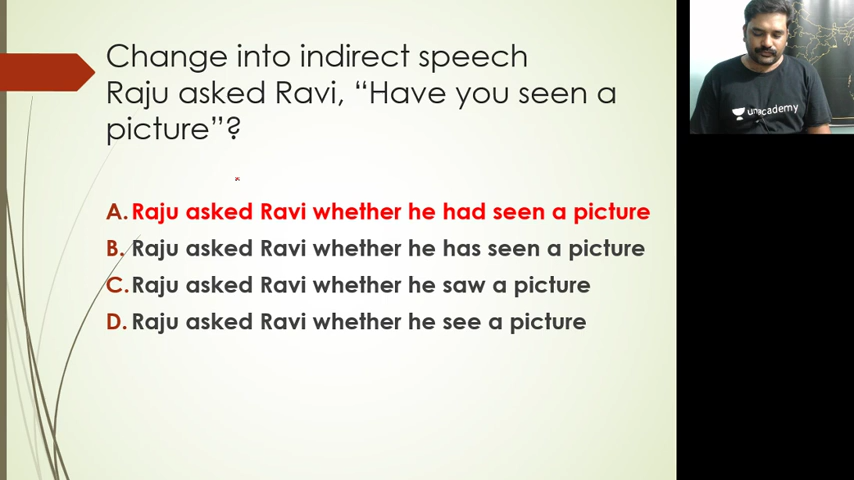 Change into indirect speech
Raju asked Ravi, “Have you seen a
picture”?
A. Raju asked Ravi whether he had seen a picture
B. Raju asked Ravi whether he has seen a picture
C. Raju asked Ravi whether he saw a picture
D. Raju asked Ravi whether he see a picture
unacademy